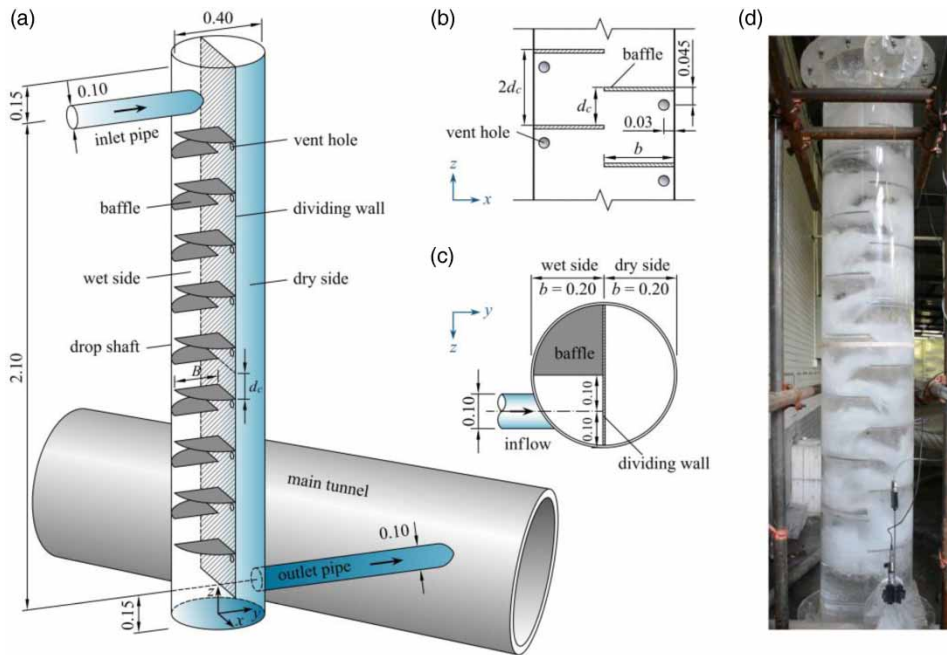 (a)
0.40
0.15
0.10
inlet pipe
vent hole
baffle
dividing wall
wet side
dry side
drop shaft
B
d_c
2.10
main tunnel
0.10
outlet pipe
0.15
z
x
y
(b)
baffle
0.045
2d_c
d_c
0.03
vent hole
b
z
x
(c)
wet side
dry side
b = 0.20
b = 0.20
y
z
baffle
0.10
0.10
0.10
inflow
dividing wall
(d)